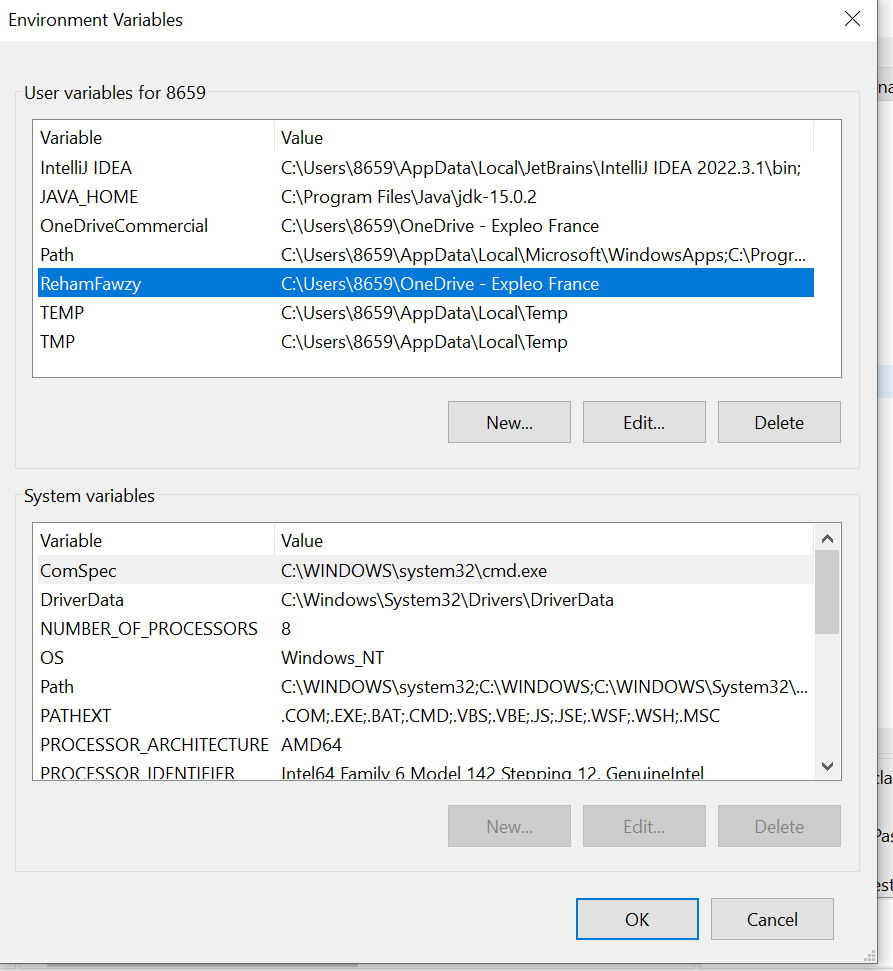 Environment Variables
User variables for 8659
Variable Value
IntelliJ IDEA C:\Users\8659\AppData\Local\JetBrains\IntelliJ IDEA 2022.3.1\bin;
JAVA_HOME C:\Program Files\Java\jdk-15.0.2
OneDriveCommercial C:\Users\8659\OneDrive - Expleo France
Path C:\Users\8659\AppData\Local\Microsoft\WindowsApps;C:\Progr...
RehamFawzy C:\Users\8659\OneDrive - Expleo France
TEMP C:\Users\8659\AppData\Local\Temp
TMP C:\Users\8659\AppData\Local\Temp
New... Edit... Delete
System variables
Variable Value
ComSpec C:\WINDOWS\system32\cmd.exe
DriverData C:\Windows\System32\Drivers\DriverData
NUMBER_OF_PROCESSORS 8
OS Windows_NT
Path C:\WINDOWS\system32;C:\WINDOWS;C:\WINDOWS\System32\...
PATHEXT .COM;.EXE;.BAT;.CMD;.VBS;.VBE;.JS;.JSE;.WSF;.WSH;.MSC
PROCESSOR_ARCHITECTURE AMD64
PROCESSOR_IDENTIFIER Intel64 Family 6 Model 142 Stepping 12, GenuineIntel
New... Edit... Delete
OK Cancel